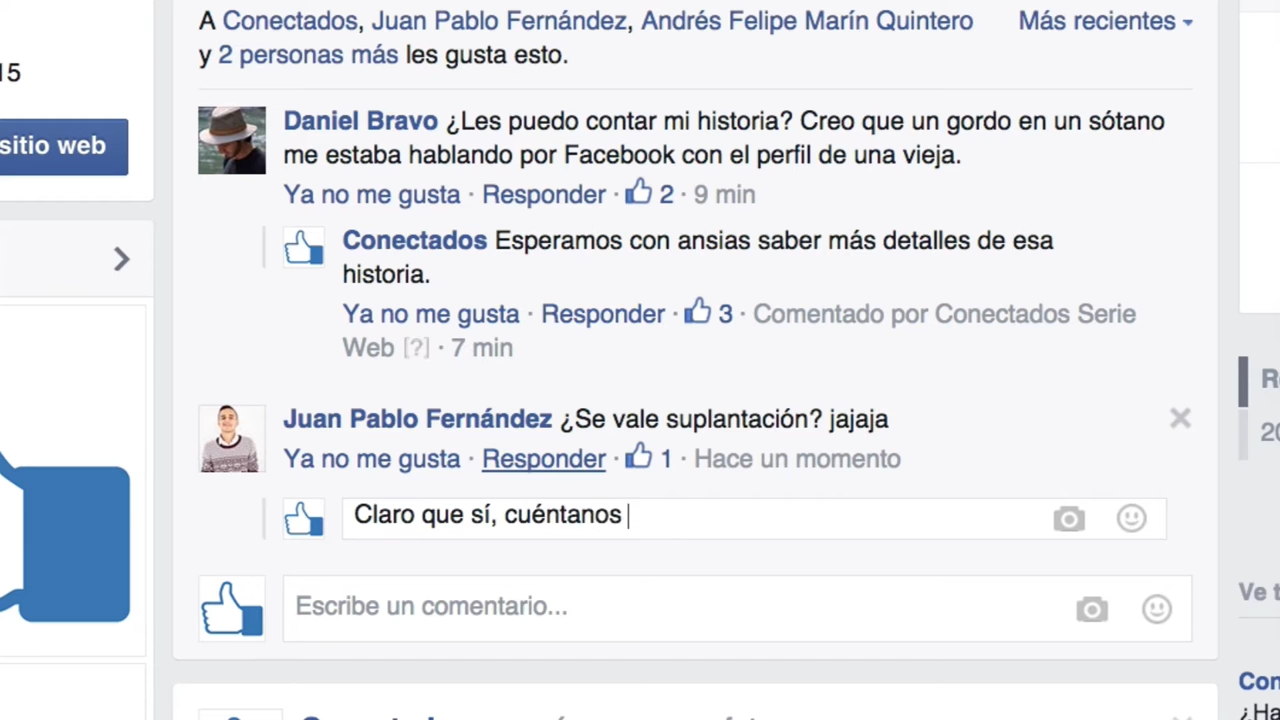 A Conectados, Juan Pablo Fernández, Andrés Felipe Marín Quintero
y 2 personas más les gusta esto.
Más recientes
15
sitio web
Daniel Bravo ¿Les puedo contar mi historia? Creo que un gordo en un sótano
me estaba hablando por Facebook con el perfil de una vieja.
Ya no me gusta · Responder · 2 · 9 min
Conectados Esperamos con ansias saber más detalles de esa
historia.
Ya no me gusta · Responder · 3 · Comentado por Conectados Serie
Web [?] · 7 min
Juan Pablo Fernández ¿Se vale suplantación? jajaja
Ya no me gusta · Responder · 1 · Hace un momento
Claro que sí, cuéntanos
Escribe un comentario...
Ve t
Con